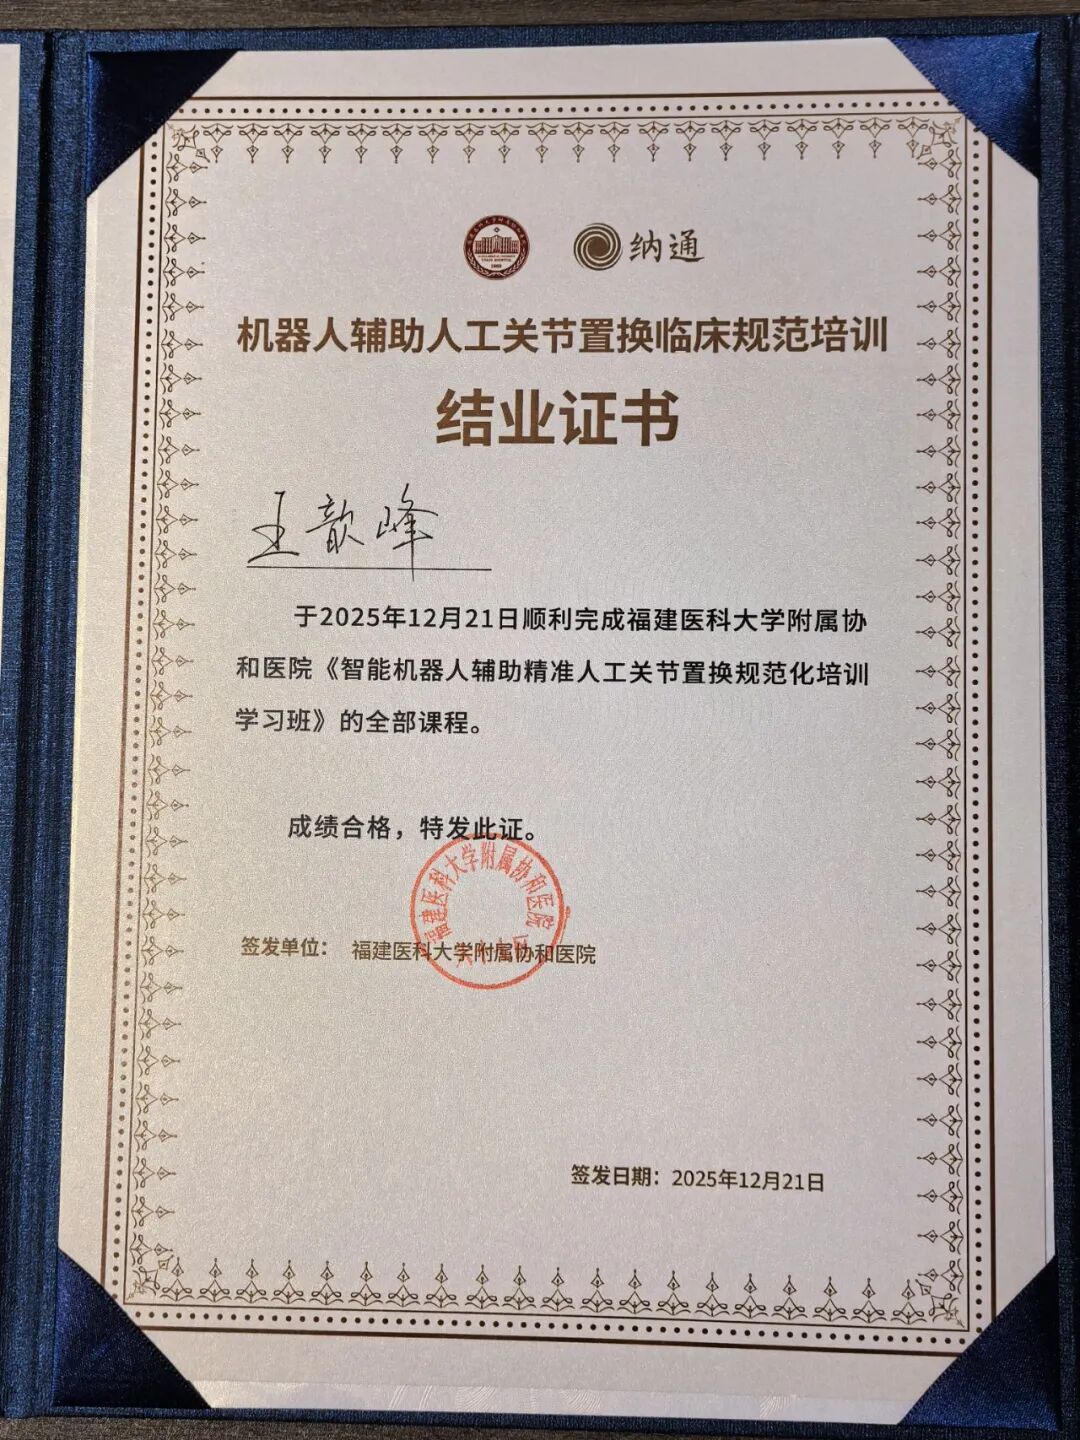 纳通
机器人辅助人工关节置换临床规范培训
结业证书
王歆峰
于2025年12月21日顺利完成福建医科大学附属协
和医院《智能机器人辅助精准人工关节置换规范化培训
学习班》的全部课程。
成绩合格，特发此证。
福建医科大学附属协和医院
签发单位： 福建医科大学附属协和医院
签发日期：2025年12月21日